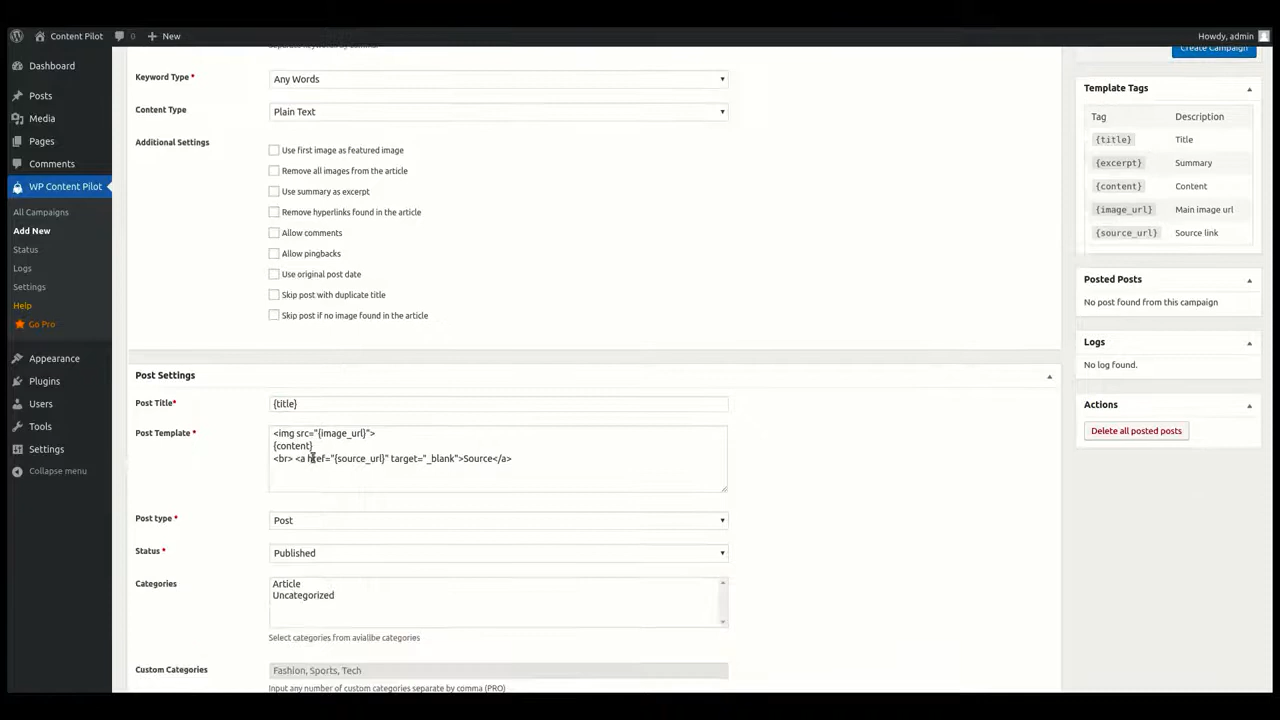 Content Pilot
0
New
Howdy, admin
Dashboard
Posts
Media
Pages
Comments
WP Content Pilot
All Campaigns
Add New
Status
Logs
Settings
Help
Go Pro
Appearance
Plugins
Users
Tools
Settings
Collapse menu
Keyword Type *
Any Words
Content Type
Plain Text
Additional Settings
Use first image as featured image
Remove all images from the article
Use summary as excerpt
Remove hyperlinks found in the article
Allow comments
Allow pingbacks
Use original post date
Skip post with duplicate title
Skip post if no image found in the article
Post Settings
Post Title*
{title}
Post Template *
<img src="{image_url}">
{content}
<br> <a href="{source_url}" target="_blank">Source</a>
Post type *
Post
Status *
Published
Categories
Article
Uncategorized
Select categories from avialbe categories
Custom Categories
Fashion, Sports, Tech
Input any number of custom categories separate by comma (PRO)
Create Campaign
Template Tags
Tag Description
{title} Title
{excerpt} Summary
{content} Content
{image_url} Main image url
{source_url} Source link
Posted Posts
No post found from this campaign
Logs
No log found.
Actions
Delete all posted posts